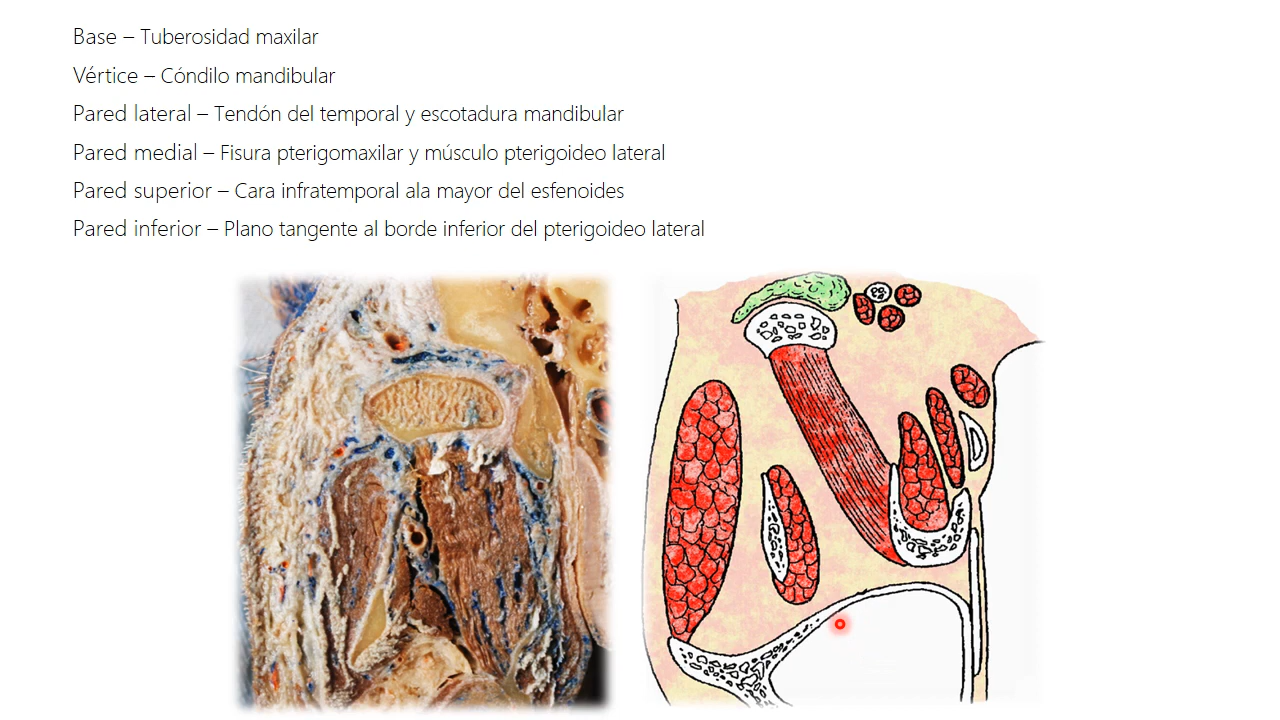 Base – Tuberosidad maxilar
Vértice – Cóndilo mandibular
Pared lateral – Tendón del temporal y escotadura mandibular
Pared medial – Fisura pterigomaxilar y músculo pterigoideo lateral
Pared superior – Cara infratemporal ala mayor del esfenoides
Pared inferior – Plano tangente al borde inferior del pterigoideo lateral